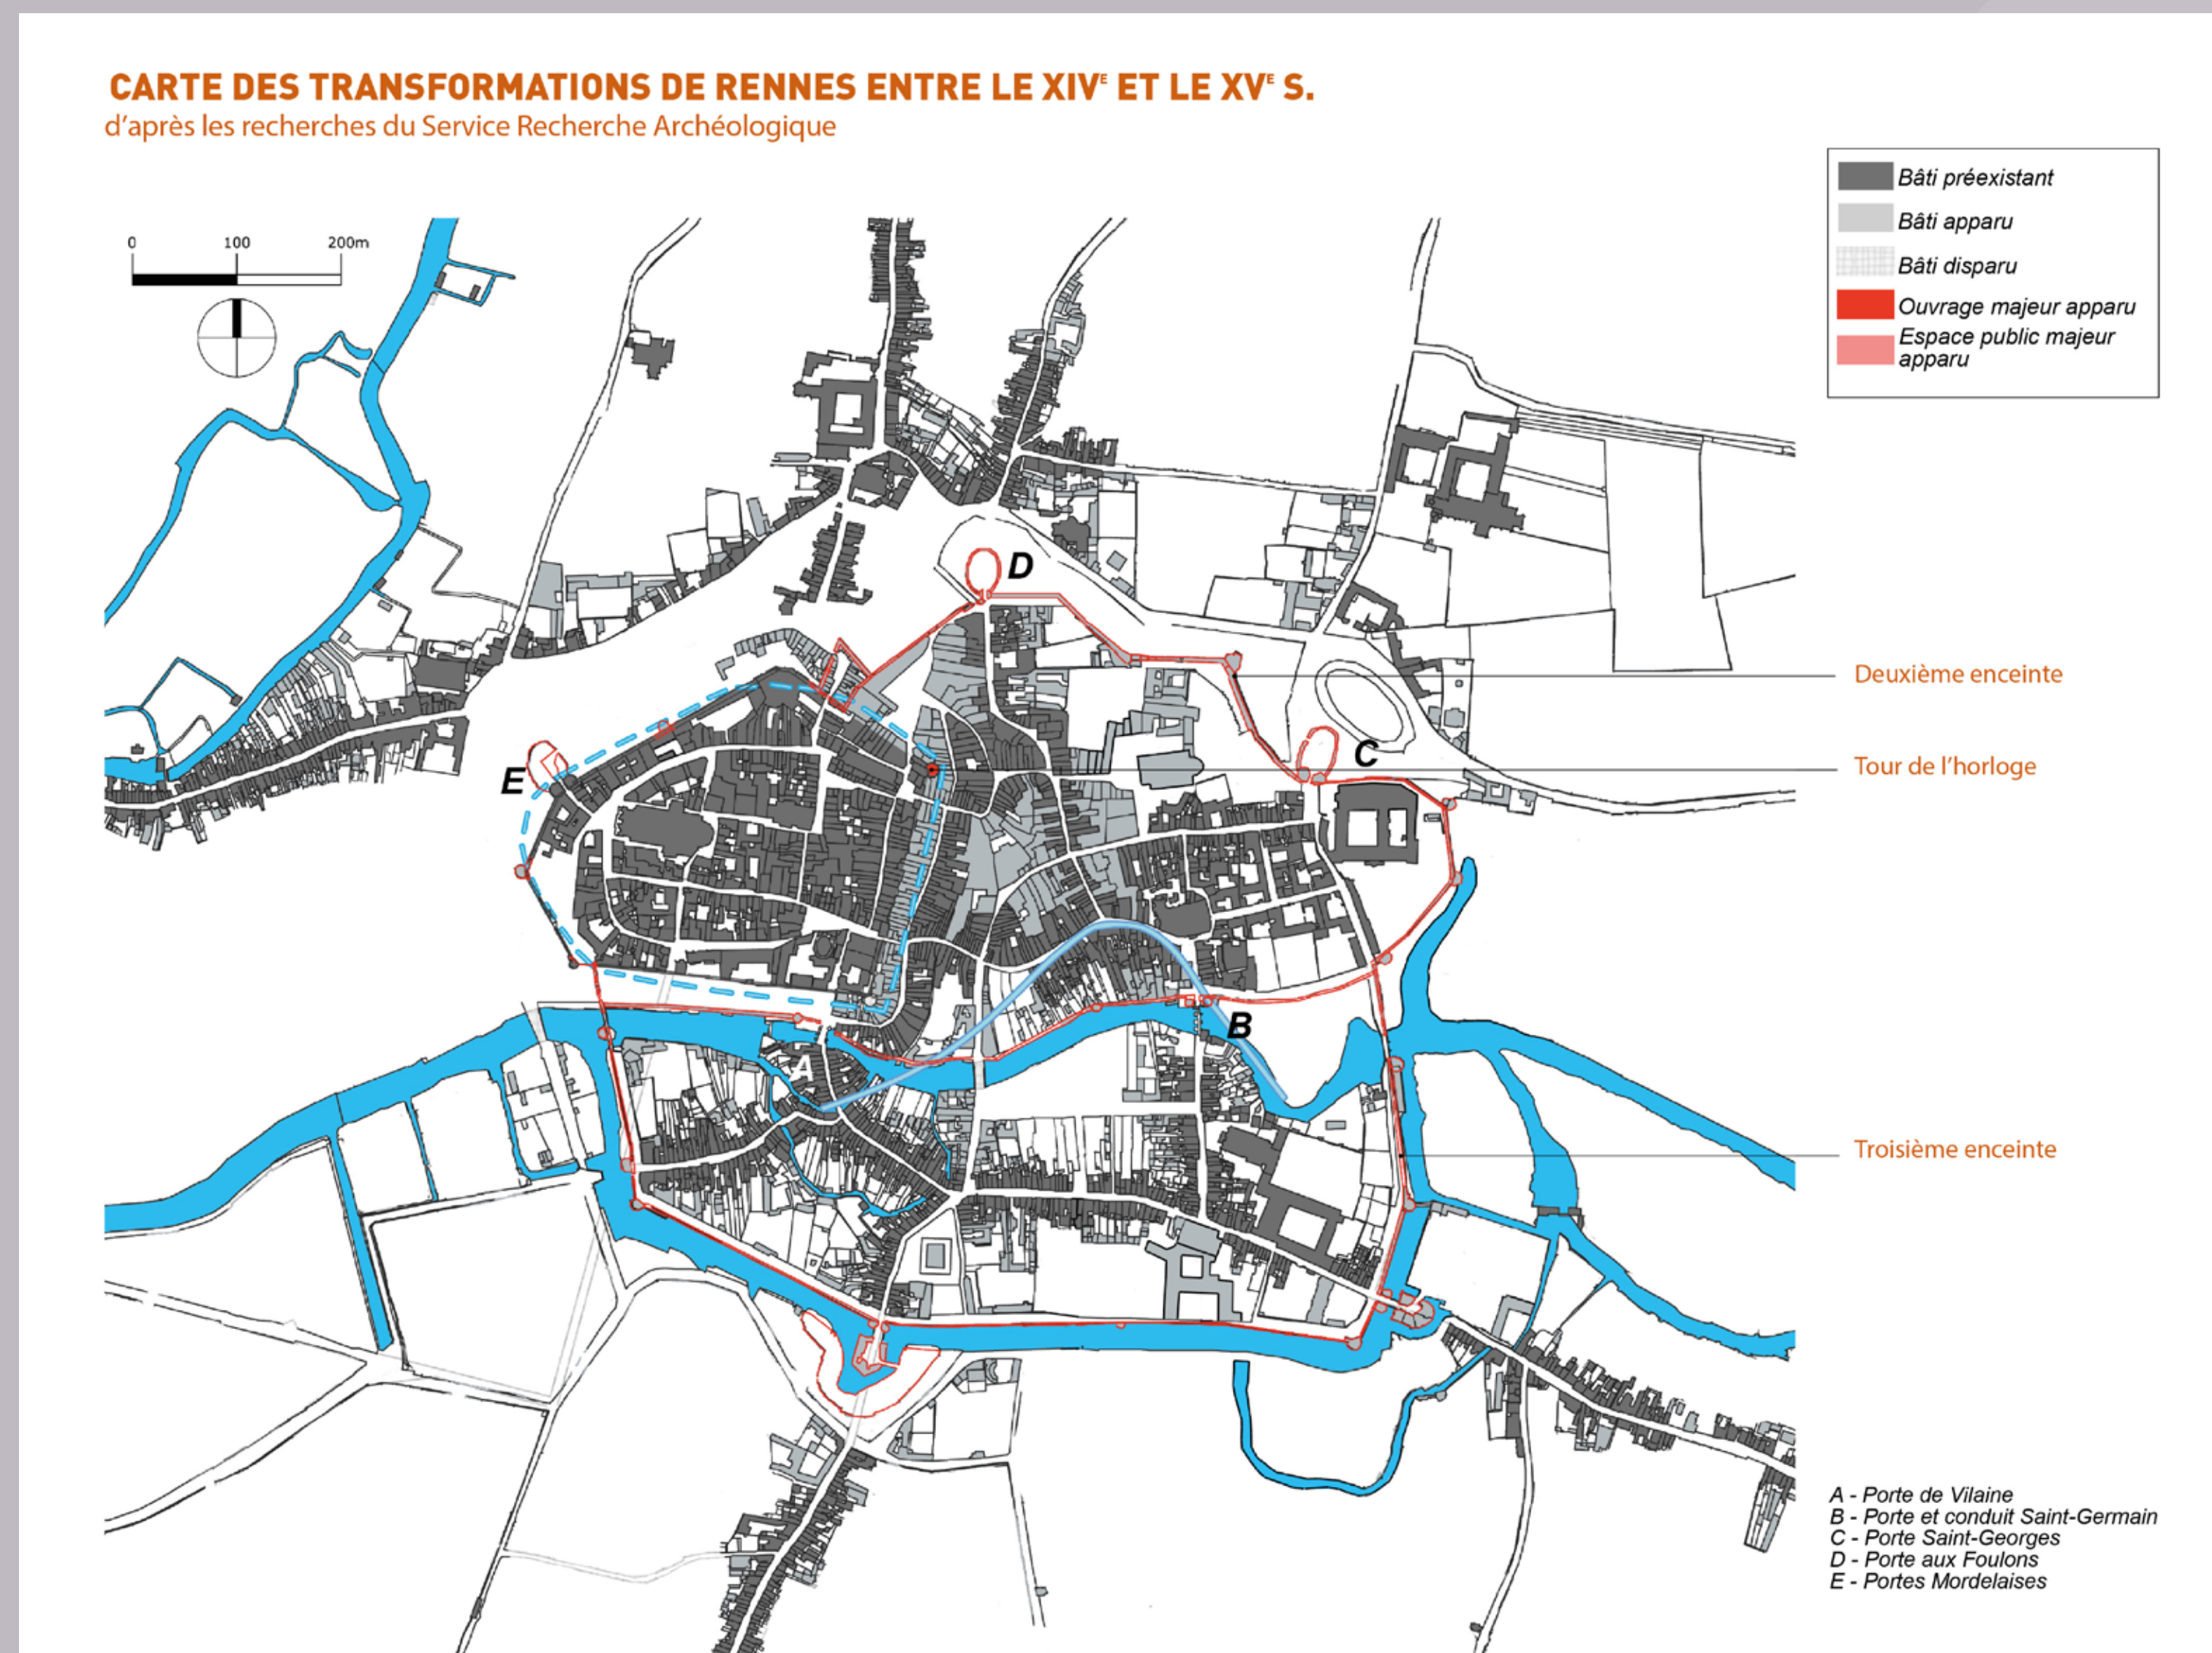 CARTE DES TRANSFORMATIONS DE RENNES ENTRE LE XIVE ET LE XVE S.
d'après les recherches du Service Recherche Archéologique
0 100 200m
Bâti préexistant
Bâti apparu
Bâti disparu
Ouvrage majeur apparu
Espace public majeur
apparu
D
Deuxième enceinte
C
Tour de l'horloge
E
B
A
Troisième enceinte
A - Porte de Vilaine
B - Porte et conduit Saint-Germain
C - Porte Saint-Georges
D - Porte aux Foulons
E - Portes Mordelaises